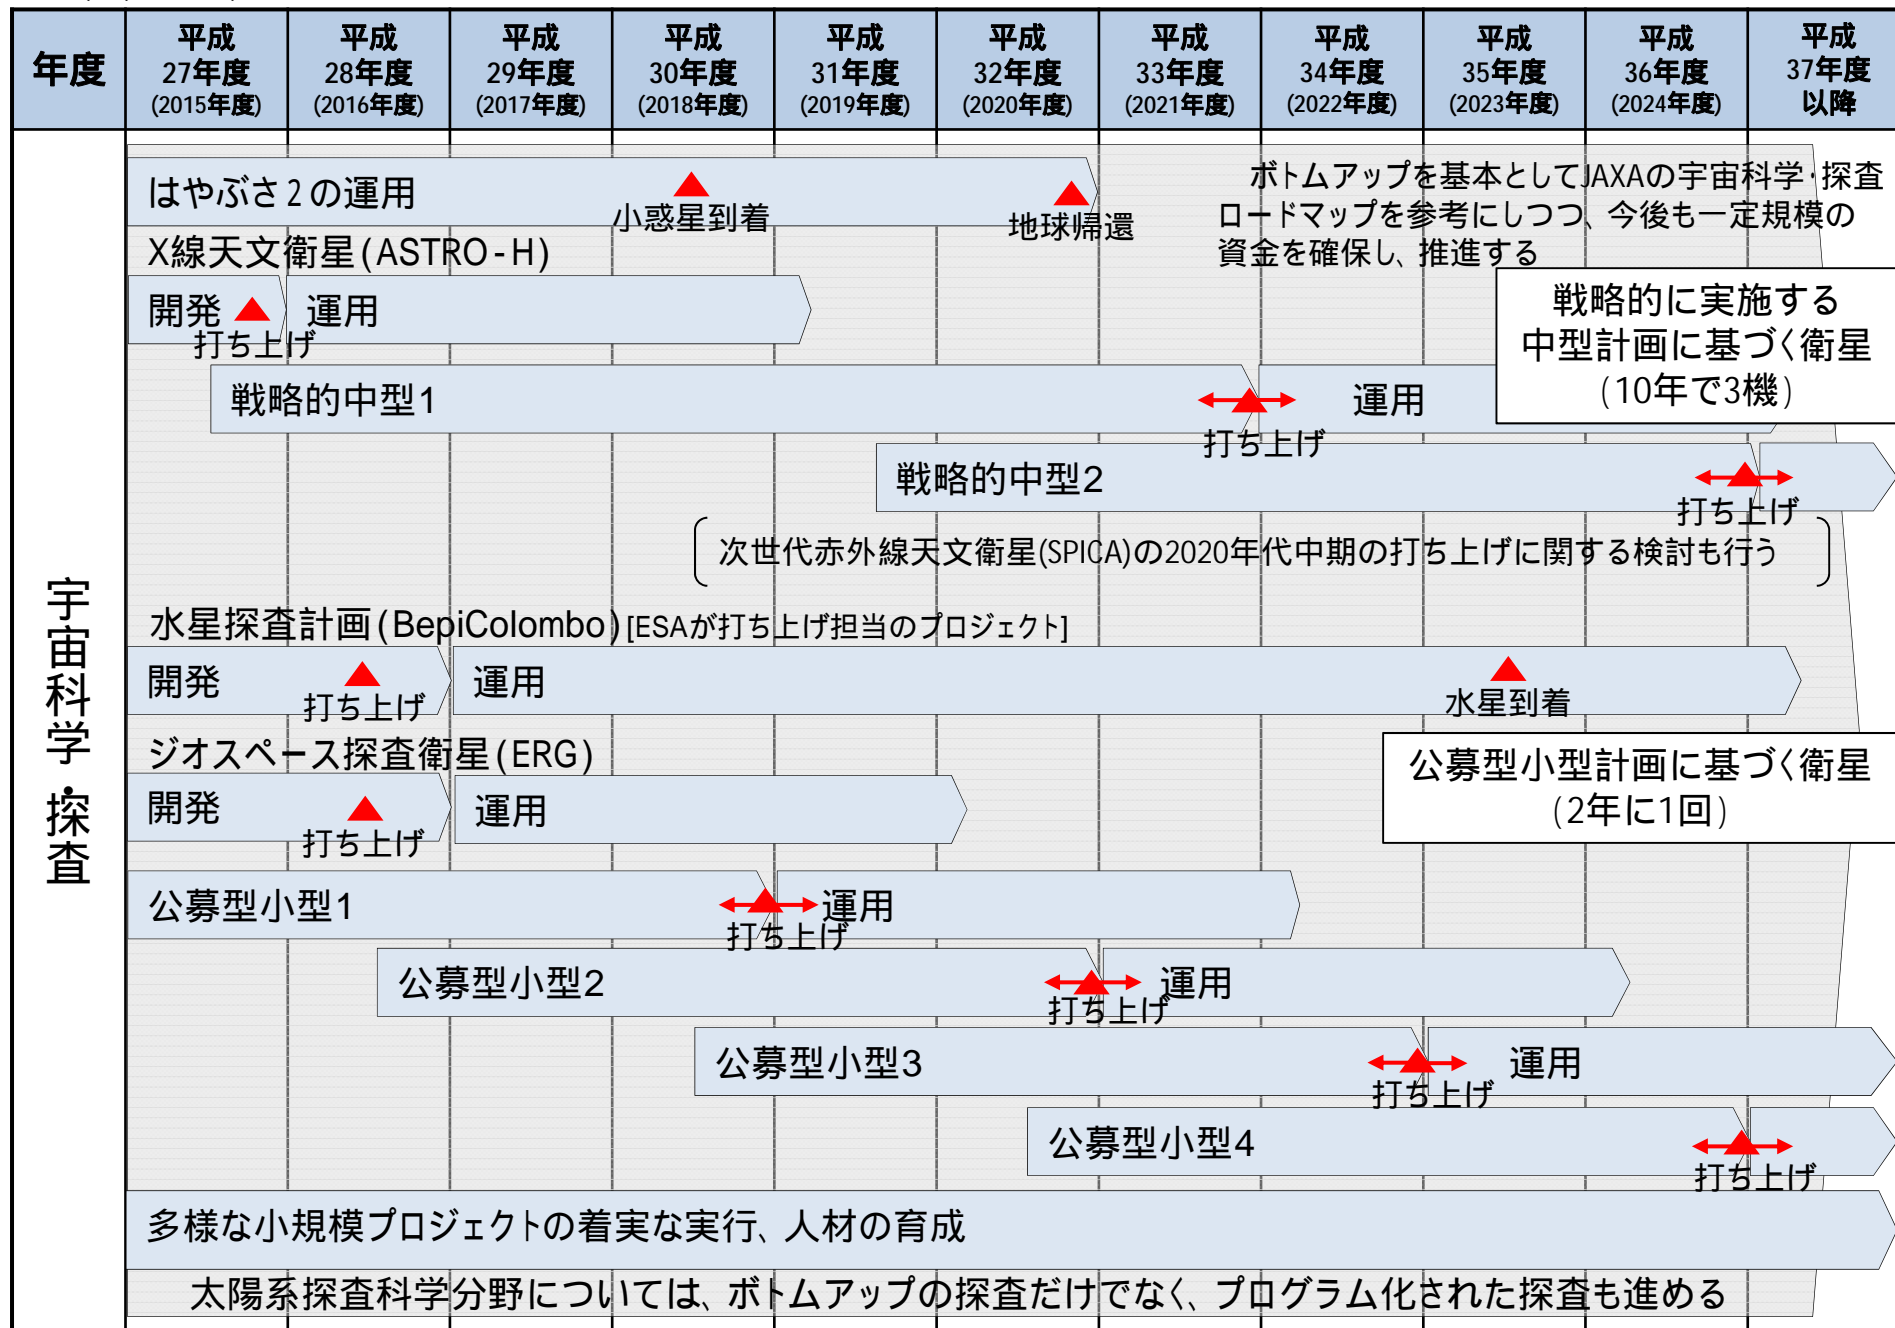 年度
平成
27年度
(2015年度)
平成
28年度
(2016年度)
平成
29年度
(2017年度)
平成
30年度
(2018年度)
平成
31年度
(2019年度)
平成
32年度
(2020年度)
平成
33年度
(2021年度)
平成
34年度
(2022年度)
平成
35年度
(2023年度)
平成
36年度
(2024年度)
平成
37年度
以降
宇宙科学・探査
はやぶさ2の運用
小惑星到着
地球帰還
ボトムアップを基本としてJAXAの宇宙科学・探査
ロードマップを参考にしつつ、今後も一定規模の
資金を確保し、推進する
X線天文衛星(ASTRO-H)
開発
打ち上げ
運用
戦略的に実施する
中型計画に基づく衛星
(10年で3機)
戦略的中型1
打ち上げ
運用
戦略的中型2
打ち上げ
次世代赤外線天文衛星(SPICA)の2020年代中期の打ち上げに関する検討も行う
水星探査計画(BepiColombo)[ESAが打ち上げ担当のプロジェクト]
開発
打ち上げ
運用
水星到着
ジオスペース探査衛星(ERG)
開発
打ち上げ
運用
公募型小型計画に基づく衛星
(2年に1回)
公募型小型1
打ち上げ
運用
公募型小型2
打ち上げ
運用
公募型小型3
打ち上げ
運用
公募型小型4
打ち上げ
多様な小規模プロジェクトの着実な実行、人材の育成
太陽系探査科学分野については、ボトムアップの探査だけでなく、プログラム化された探査も進める